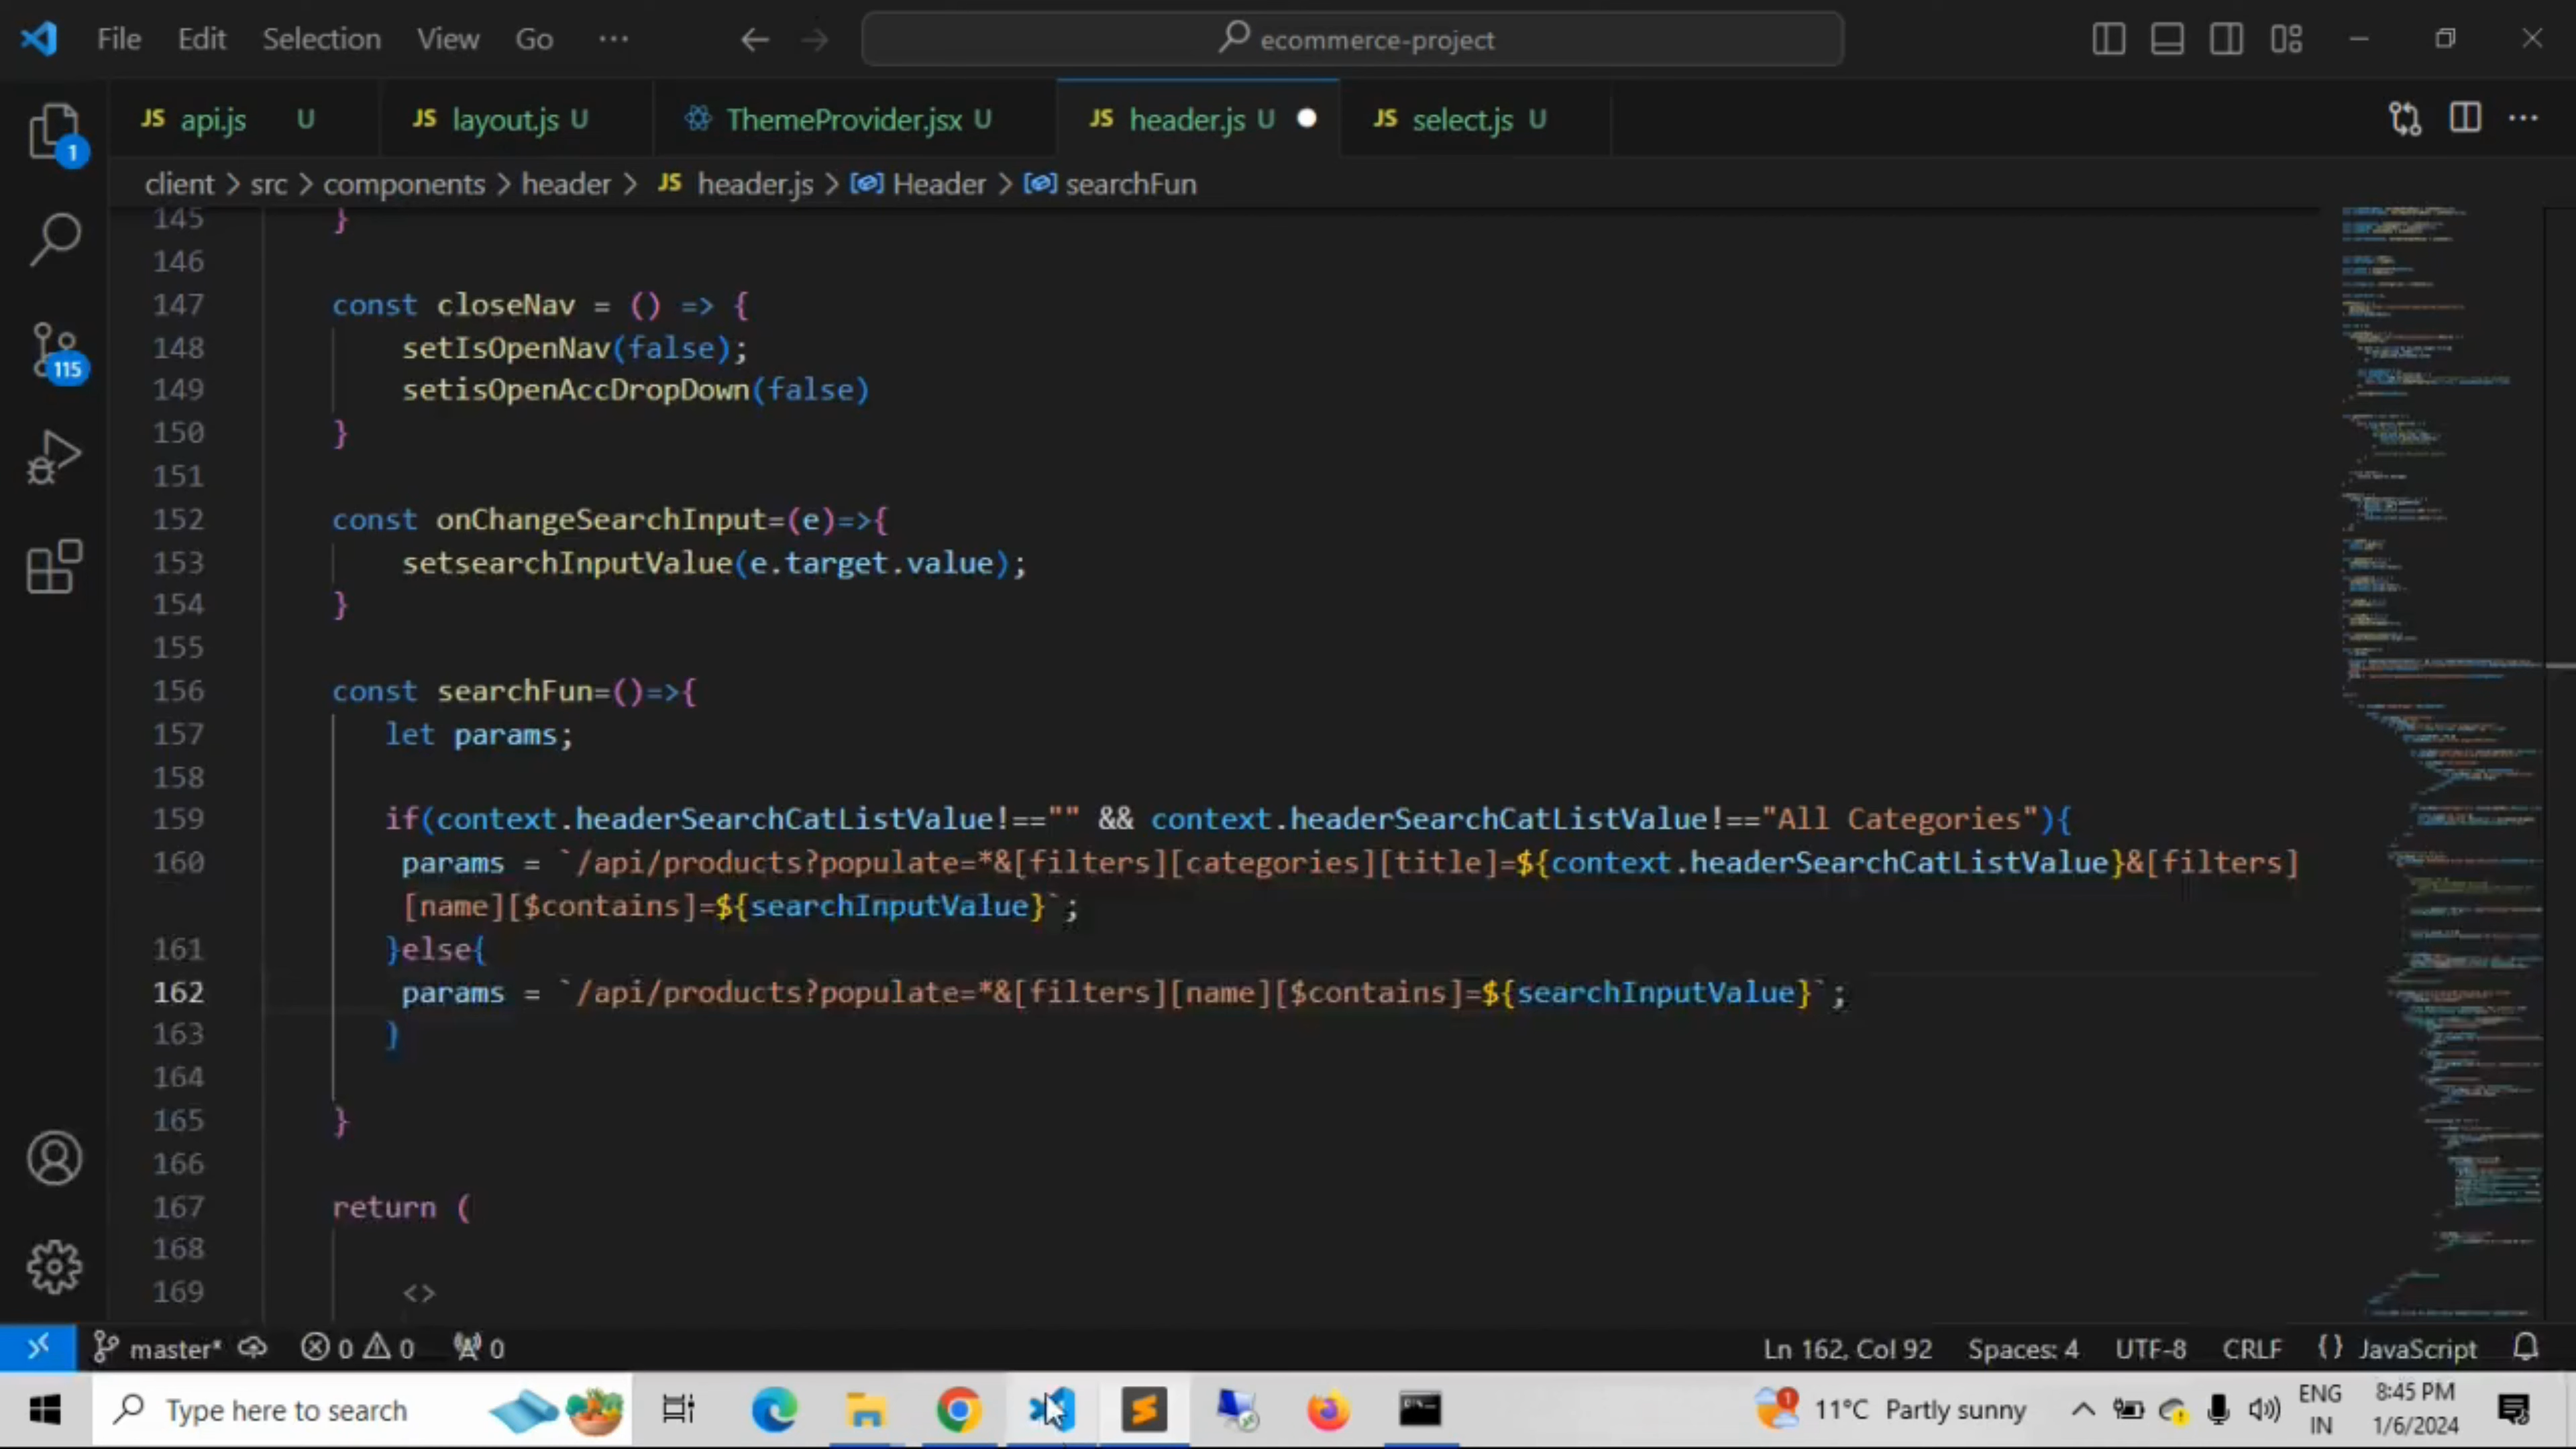 File Edit Selection View Go ··· ecommerce-project
JS api.js U JS layout.js U ThemeProvider.jsx U JS header.js U JS select.js U ···
client > src > components > header > JS header.js > Header > searchFun
1
115
145 }
146
147 const closeNav = () => {
148 setIsOpenNav(false);
149 setisOpenAccDropDown(false)
150 }
151
152 const onChangeSearchInput=(e)=>{
153 setsearchInputValue(e.target.value);
154 }
155
156 const searchFun=()=>{
157 let params;
158
159 if(context.headerSearchCatListValue!=="" && context.headerSearchCatListValue!=="All Categories"){
160 params = `/api/products?populate=*&[filters][categories][title]=${context.headerSearchCatListValue}&[filters]
[name][$contains]=${searchInputValue}`;
161 }else{
162 params = `/api/products?populate=*&[filters][name][$contains]=${searchInputValue}`;
163 }
164
165 }
166
167 return (
168
169 <>
master* 0 0 0 Ln 162, Col 92 Spaces: 4 UTF-8 CRLF {} JavaScript
Type here to search 1 11°C Partly sunny ENG 8:45 PM
IN 1/6/2024